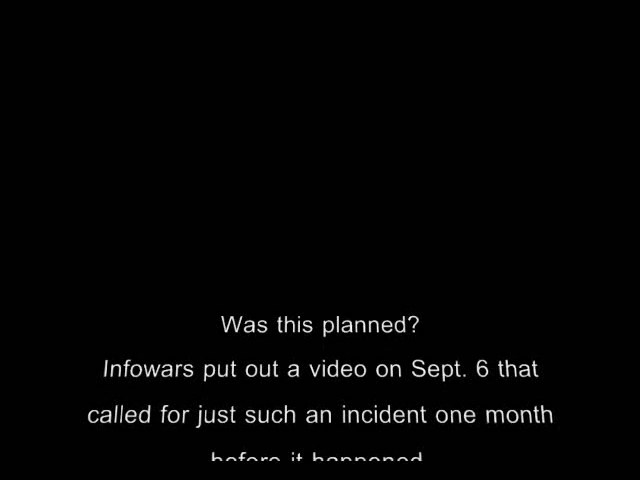 Was this planned?
Infowars put out a video on Sept. 6 that
called for just such an incident one month
before it happened